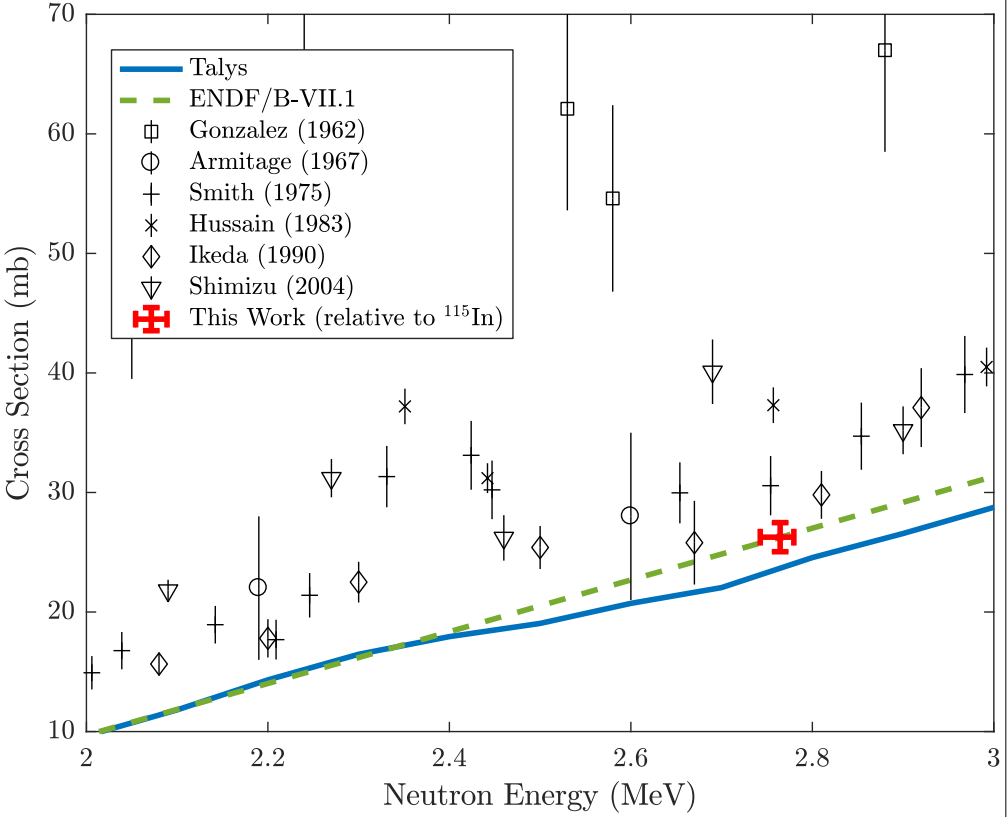 70
60
50
40
30
20
10
Cross Section (mb)
Talys
ENDF/B-VII.1
Gonzalez (1962)
Armitage (1967)
Smith (1975)
Hussain (1983)
Ikeda (1990)
Shimizu (2004)
This Work (relative to ¹¹⁵In)
2 2.2 2.4 2.6 2.8 3
Neutron Energy (MeV)